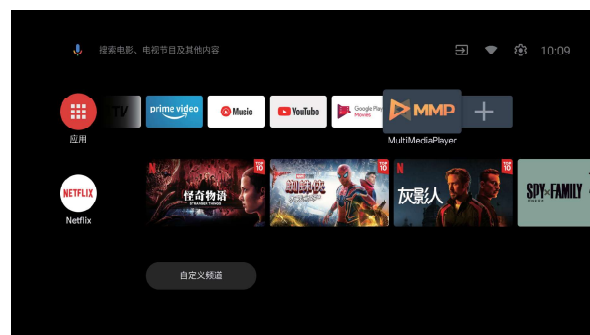 搜索电影、电视节目及其他内容
10:09
TV
prime video
Music
YouTube
Google Play
Movies
MMP
应用
MultiMediaPlayer
NETFLIX
N
怪奇物语
STRANGER THINGS
TOP
10
蜘蛛侠
TOP
10
N
灰影人
TOP
10
SPY×FAMILY
Netflix
自定义频道